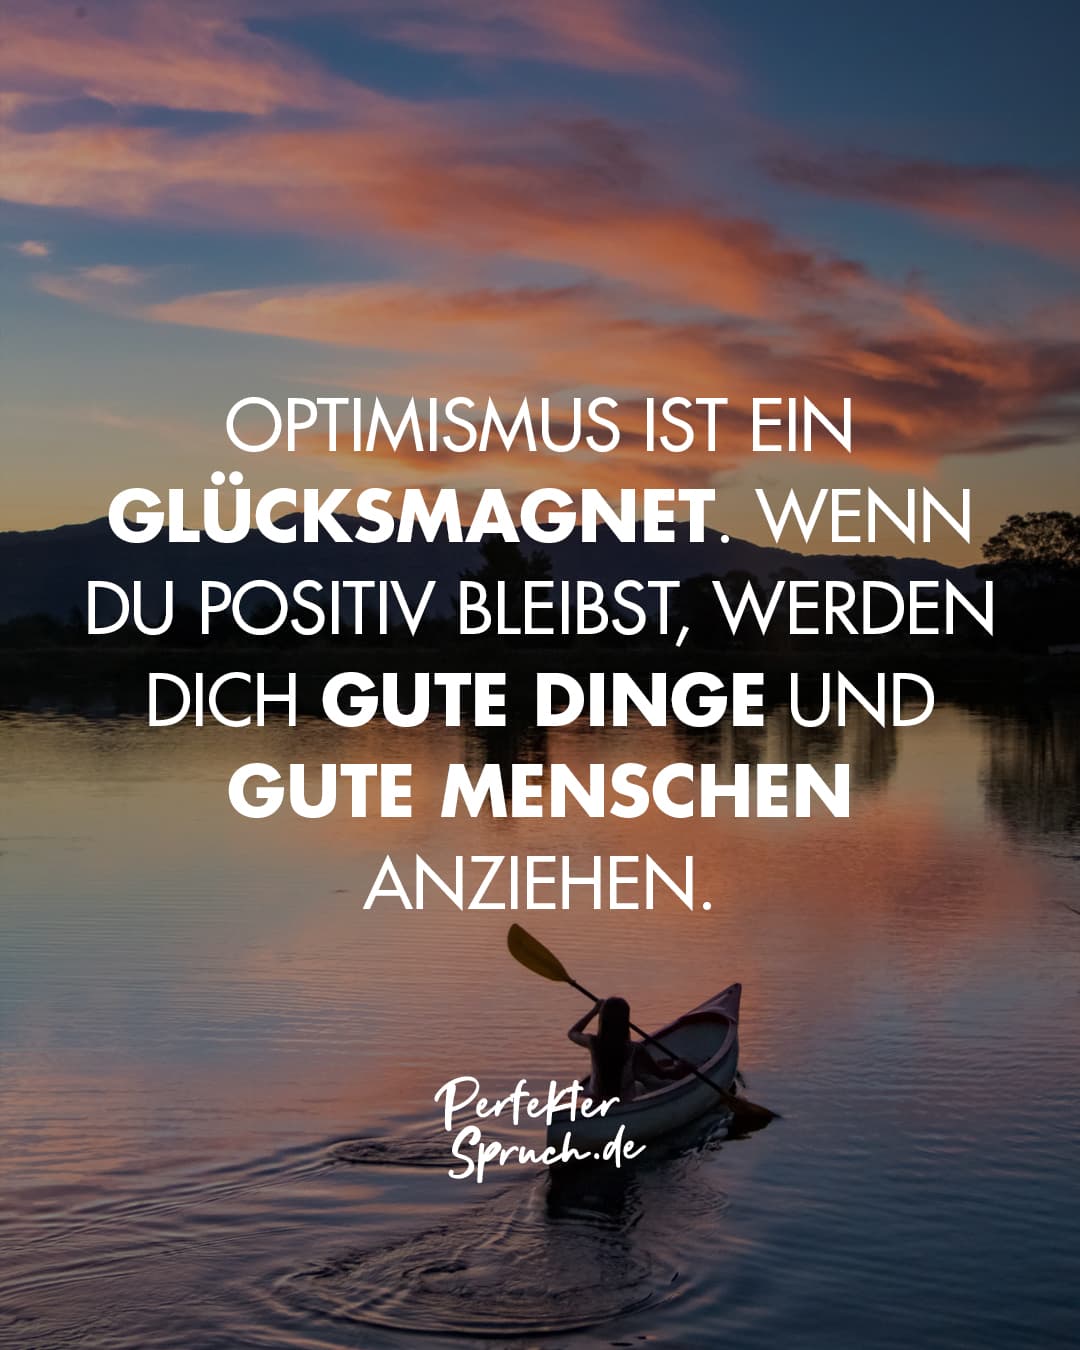 OPTIMISMUS IST EIN
GLÜCKSMAGNET. WENN
DU POSITIV BLEIBST, WERDEN
DICH GUTE DINGE UND
GUTE MENSCHEN
ANZIEHEN.
Perfekter
Spruch.de